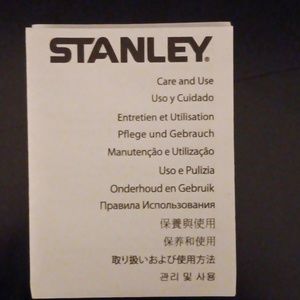 STANLEY®
Care and Use
Uso y Cuidado
Entretien et Utilisation
Pflege und Gebrauch
Manutenção e Utilização
Uso e Pulizia
Onderhoud en Gebruik
Правила Использования
保養與使用
保养和使用
取り扱いおよび使用方法
관리 및 사용